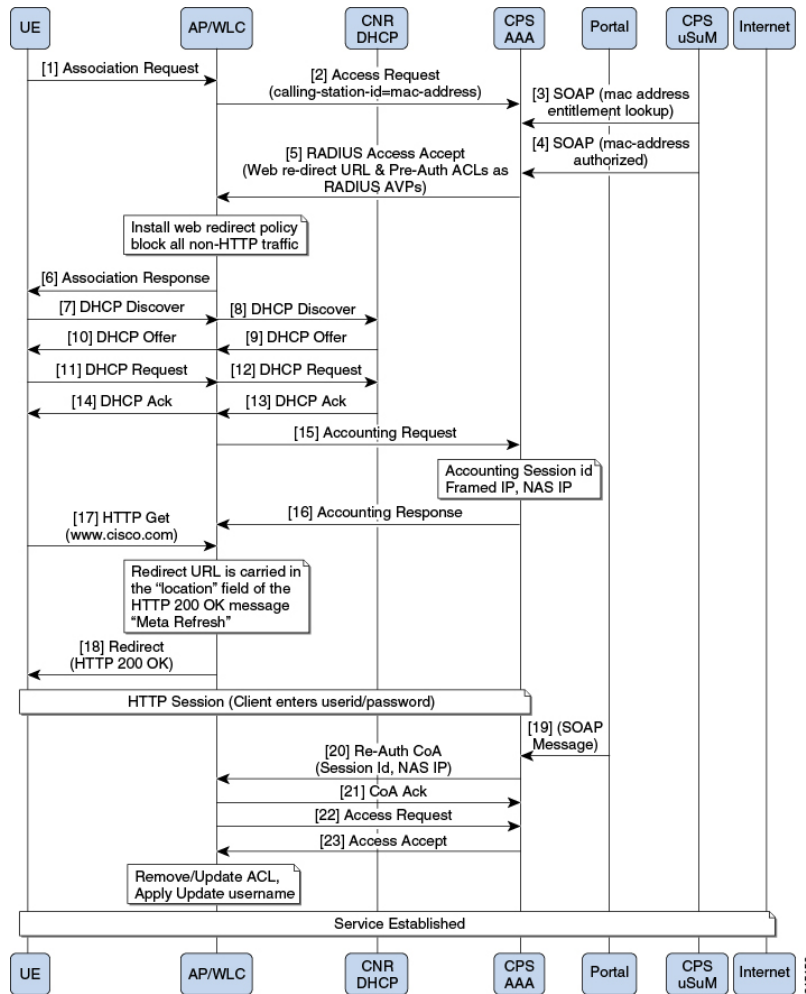 UE
AP/WLC
CNR
DHCP
CPS
AAA
Portal
CPS
uSuM
Internet
[1] Association Request
[2] Access Request
(calling-station-id=mac-address)
[3] SOAP (mac address
entitlement lookup)
[4] SOAP (mac-address
authorized)
[5] RADIUS Access Accept
(Web re-direct URL & Pre-Auth ACLs as
RADIUS AVPs)
Install web redirect policy
block all non-HTTP traffic
[6] Association Response
[7] DHCP Discover
[8] DHCP Discover
[10] DHCP Offer
[9] DHCP Offer
[11] DHCP Request
[12] DHCP Request
[14] DHCP Ack
[13] DHCP Ack
[15] Accounting Request
Accounting Session id
Framed IP, NAS IP
[16] Accounting Response
[17] HTTP Get
(www.cisco.com)
Redirect URL is carried in
the “location” field of the
HTTP 200 OK message
“Meta Refresh”
[18] Redirect
(HTTP 200 OK)
HTTP Session (Client enters userid/password)
[19] (SOAP
Message)
[20] Re-Auth CoA
(Session Id, NAS IP)
[21] CoA Ack
[22] Access Request
[23] Access Accept
Remove/Update ACL,
Apply Update username
Service Established
UE
AP/WLC
CNR
DHCP
CPS
AAA
Portal
CPS
uSuM
Internet